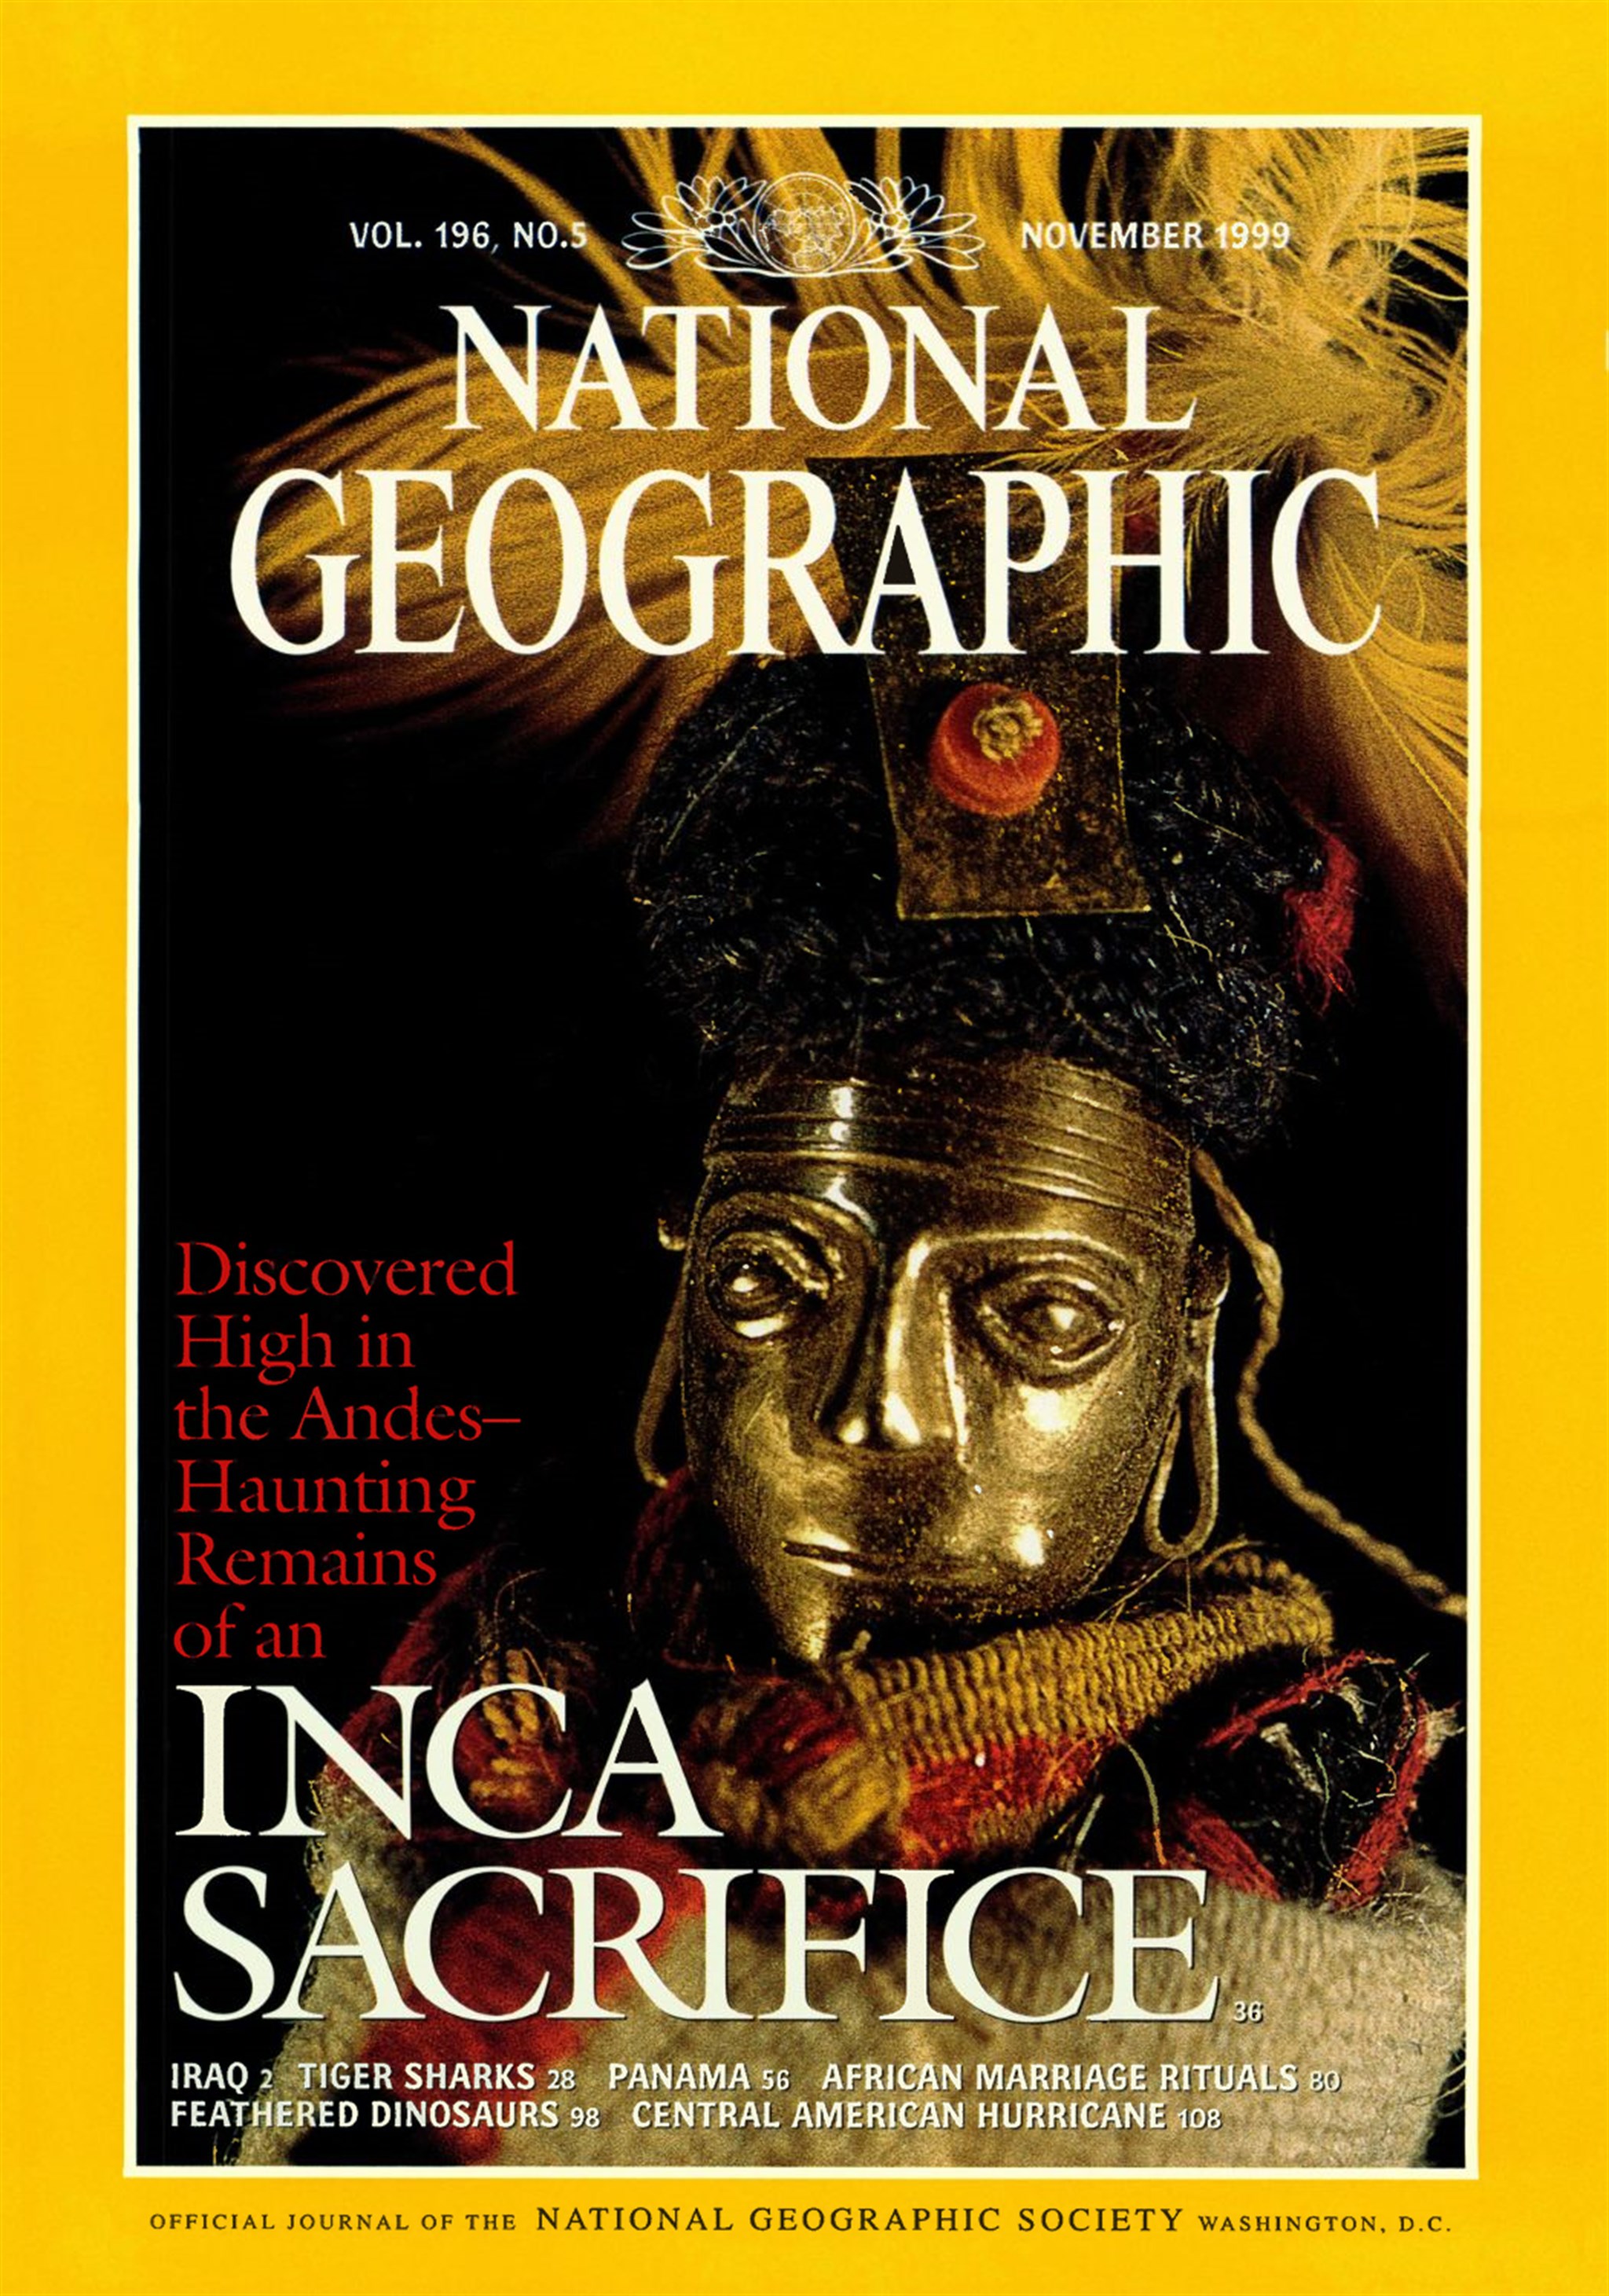 VOL. 196, NO.5 NOVEMBER 1999
NATIONAL
GEOGRAPHIC
Discovered
High in
the Andes–
Haunting
Remains
of an
INCA
SACRIFICE 36
IRAQ 2 TIGER SHARKS 28 PANAMA 56 AFRICAN MARRIAGE RITUALS 80
FEATHERED DINOSAURS 98 CENTRAL AMERICAN HURRICANE 108
OFFICIAL JOURNAL OF THE NATIONAL GEOGRAPHIC SOCIETY WASHINGTON, D.C.